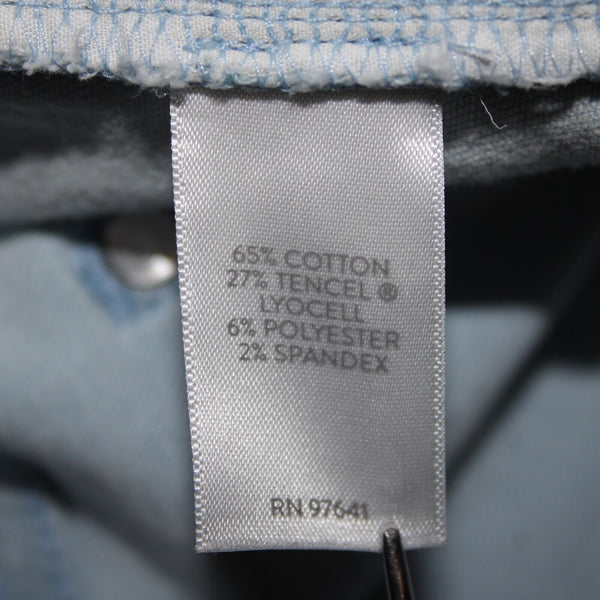 65% COTTON
27% TENCEL®
LYOCELL
6% POLYESTER
2% SPANDEX
RN 97641